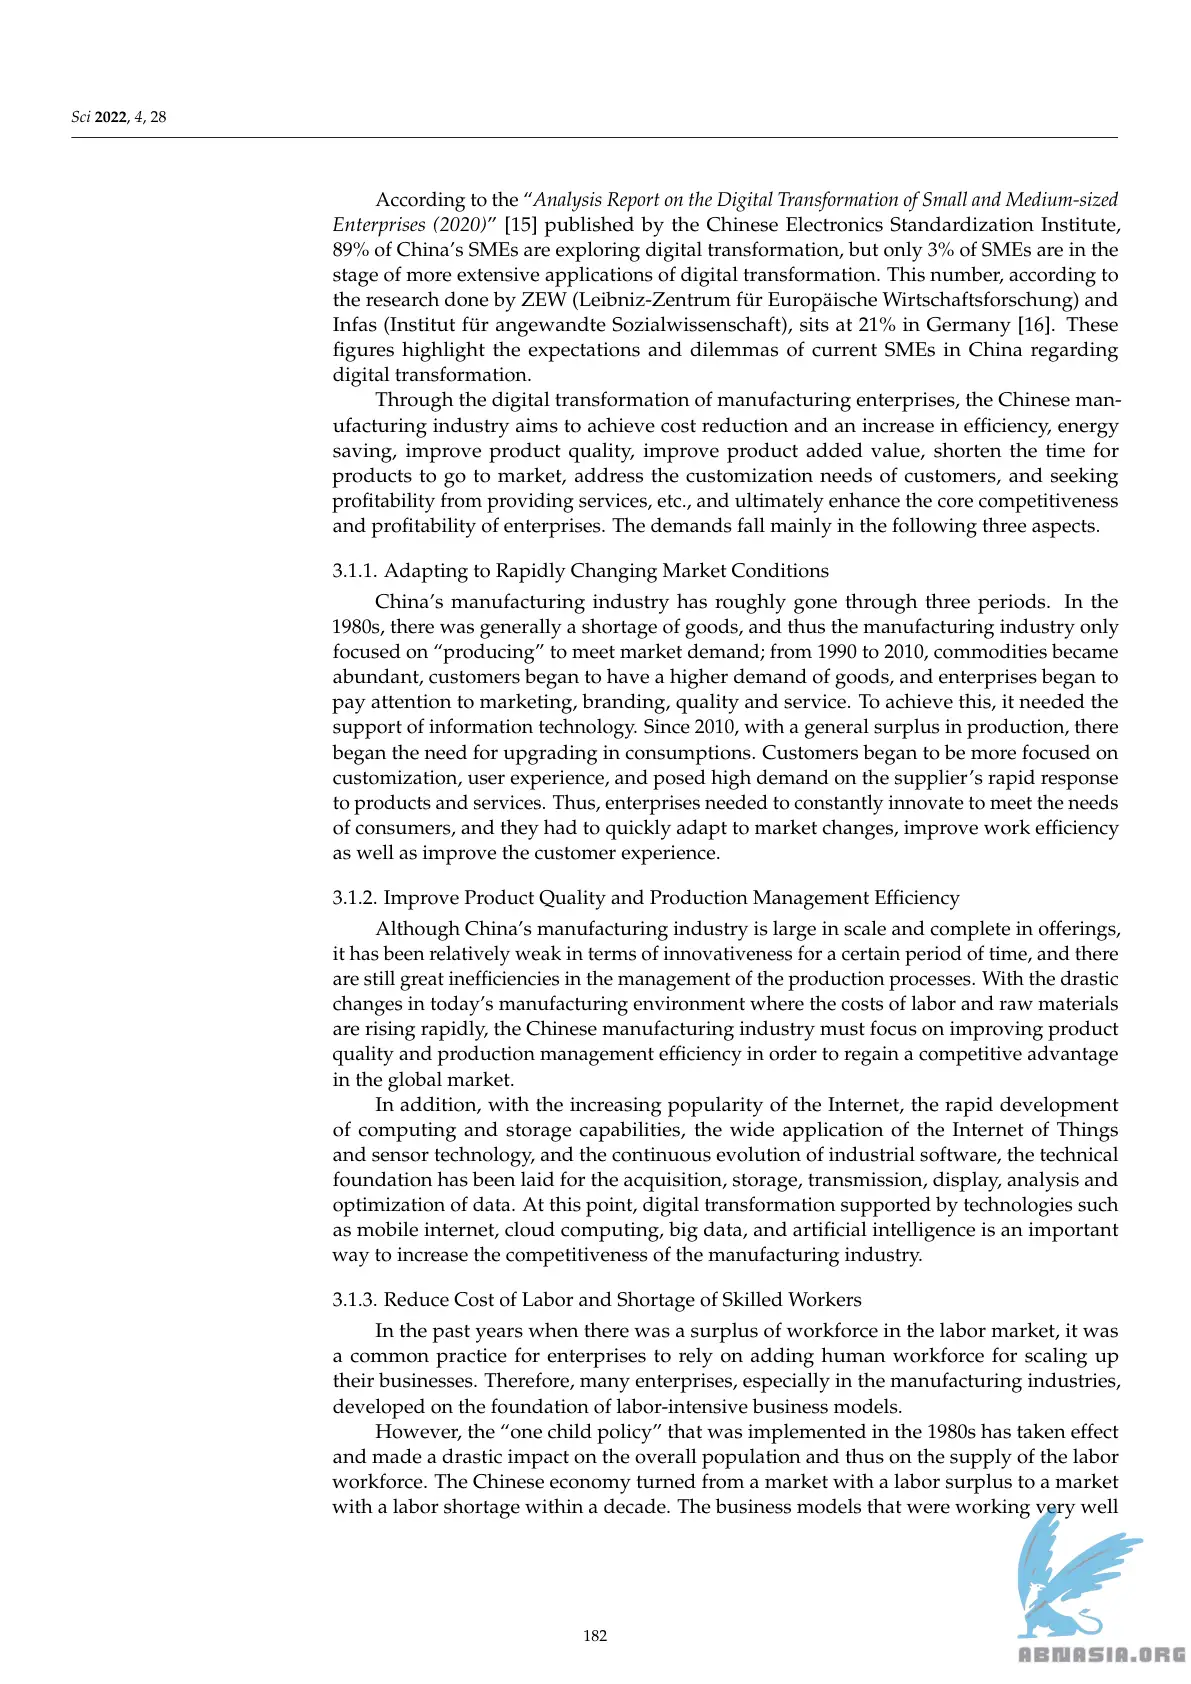 Sci 2022, 4, 28
According to the “Analysis Report on the Digital Transformation of Small and Medium-sized
Enterprises (2020)” [15] published by the Chinese Electronics Standardization Institute,
89% of China’s SMEs are exploring digital transformation, but only 3% of SMEs are in the
stage of more extensive applications of digital transformation. This number, according to
the research done by ZEW (Leibniz-Zentrum für Europäische Wirtschaftsforschung) and
Infas (Institut für angewandte Sozialwissenschaft), sits at 21% in Germany [16]. These
figures highlight the expectations and dilemmas of current SMEs in China regarding
digital transformation.
Through the digital transformation of manufacturing enterprises, the Chinese man-
ufacturing industry aims to achieve cost reduction and an increase in efficiency, energy
saving, improve product quality, improve product added value, shorten the time for
products to go to market, address the customization needs of customers, and seeking
profitability from providing services, etc., and ultimately enhance the core competitiveness
and profitability of enterprises. The demands fall mainly in the following three aspects.
3.1.1. Adapting to Rapidly Changing Market Conditions
China’s manufacturing industry has roughly gone through three periods. In the
1980s, there was generally a shortage of goods, and thus the manufacturing industry only
focused on “producing” to meet market demand; from 1990 to 2010, commodities became
abundant, customers began to have a higher demand of goods, and enterprises began to
pay attention to marketing, branding, quality and service. To achieve this, it needed the
support of information technology. Since 2010, with a general surplus in production, there
began the need for upgrading in consumptions. Customers began to be more focused on
customization, user experience, and posed high demand on the supplier’s rapid response
to products and services. Thus, enterprises needed to constantly innovate to meet the needs
of consumers, and they had to quickly adapt to market changes, improve work efficiency
as well as improve the customer experience.
3.1.2. Improve Product Quality and Production Management Efficiency
Although China’s manufacturing industry is large in scale and complete in offerings,
it has been relatively weak in terms of innovativeness for a certain period of time, and there
are still great inefficiencies in the management of the production processes. With the drastic
changes in today’s manufacturing environment where the costs of labor and raw materials
are rising rapidly, the Chinese manufacturing industry must focus on improving product
quality and production management efficiency in order to regain a competitive advantage
in the global market.
In addition, with the increasing popularity of the Internet, the rapid development
of computing and storage capabilities, the wide application of the Internet of Things
and sensor technology, and the continuous evolution of industrial software, the technical
foundation has been laid for the acquisition, storage, transmission, display, analysis and
optimization of data. At this point, digital transformation supported by technologies such
as mobile internet, cloud computing, big data, and artificial intelligence is an important
way to increase the competitiveness of the manufacturing industry.
3.1.3. Reduce Cost of Labor and Shortage of Skilled Workers
In the past years when there was a surplus of workforce in the labor market, it was
a common practice for enterprises to rely on adding human workforce for scaling up
their businesses. Therefore, many enterprises, especially in the manufacturing industries,
developed on the foundation of labor-intensive business models.
However, the “one child policy” that was implemented in the 1980s has taken effect
and made a drastic impact on the overall population and thus on the supply of the labor
workforce. The Chinese economy turned from a market with a labor surplus to a market
with a labor shortage within a decade. The business models that were working very well
182
ABNASIA.ORG